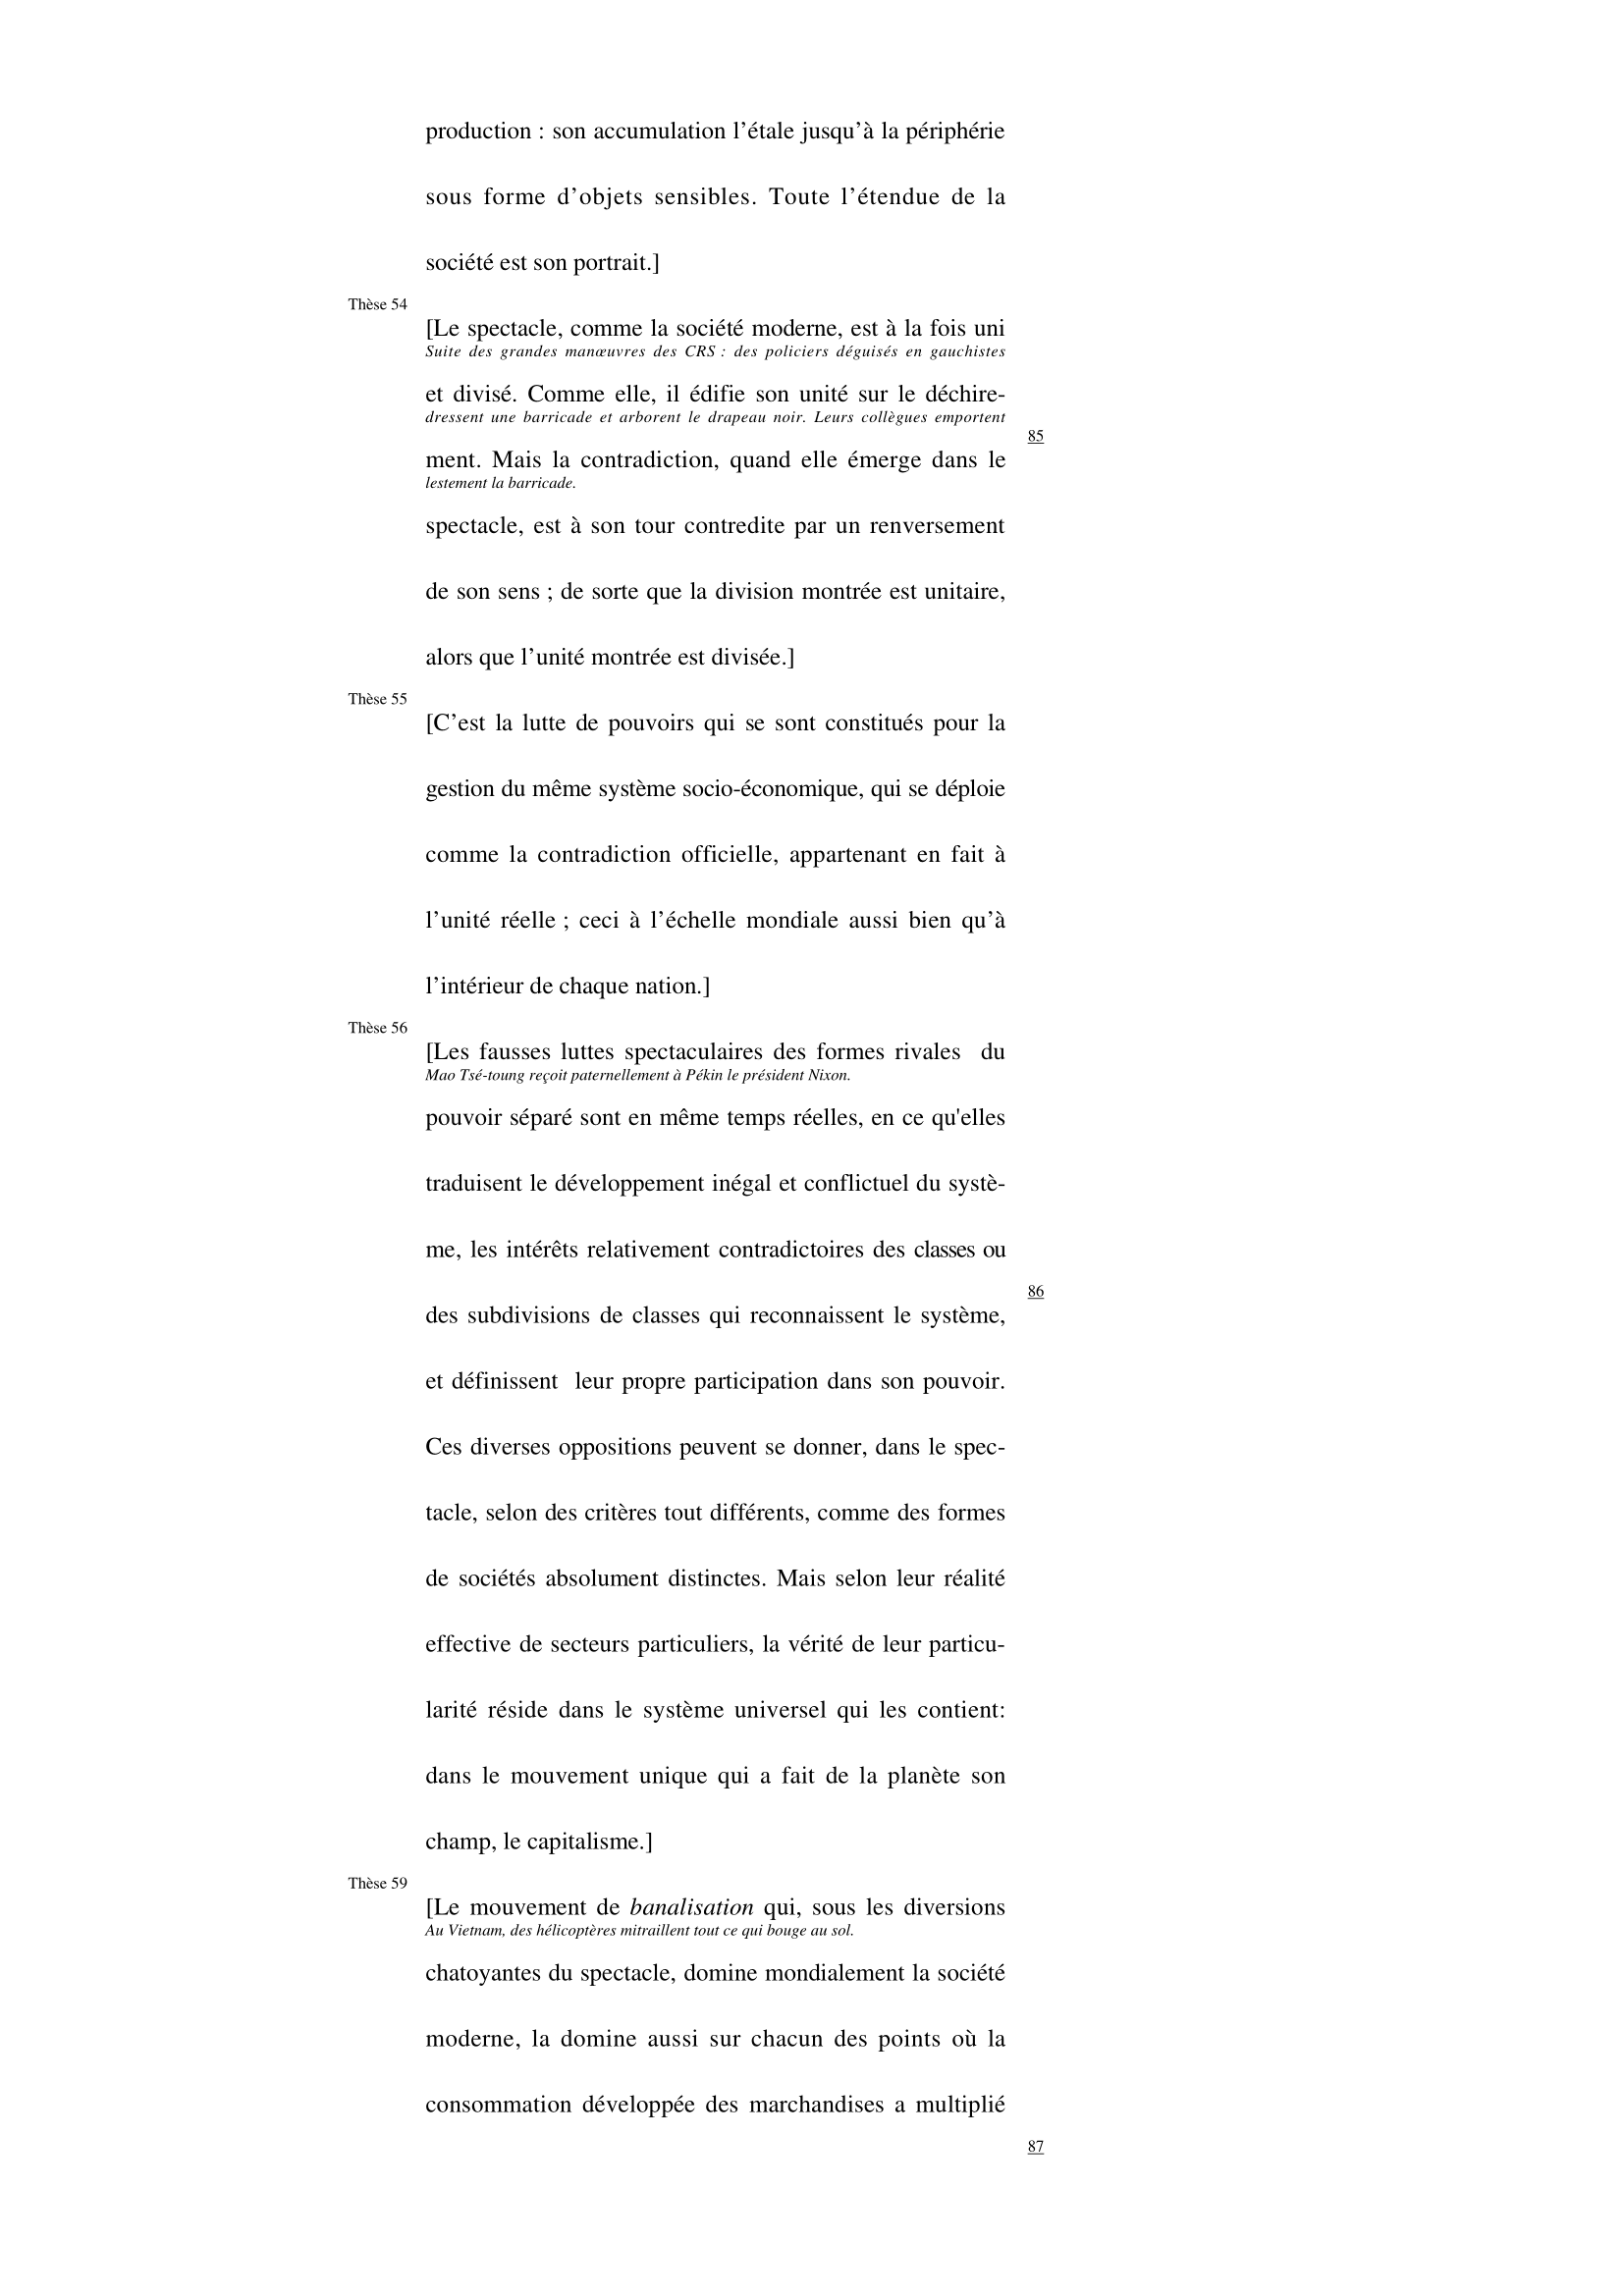 production : son accumulation l’étale jusqu’à la périphérie
sous forme d’objets sensibles. Toute l’étendue de la
société est son portrait.]
Thèse 54
[Le spectacle, comme la société moderne, est à la fois uni
Suite des grandes manœuvres des CRS : des policiers déguisés en gauchistes
et divisé. Comme elle, il édifie son unité sur le déchire-
dressent une barricade et arborent le drapeau noir. Leurs collègues emportent
85
ment. Mais la contradiction, quand elle émerge dans le
lestement la barricade.
spectacle, est à son tour contredite par un renversement
de son sens ; de sorte que la division montrée est unitaire,
alors que l’unité montrée est divisée.]
Thèse 55
[C’est la lutte de pouvoirs qui se sont constitués pour la
gestion du même système socio-économique, qui se déploie
comme la contradiction officielle, appartenant en fait à
l’unité réelle ; ceci à l’échelle mondiale aussi bien qu’à
l’intérieur de chaque nation.]
Thèse 56
[Les fausses luttes spectaculaires des formes rivales du
Mao Tsé-toung reçoit paternellement à Pékin le président Nixon.
pouvoir séparé sont en même temps réelles, en ce qu'elles
traduisent le développement inégal et conflictuel du systè-
me, les intérêts relativement contradictoires des classes ou
86
des subdivisions de classes qui reconnaissent le système,
et définissent leur propre participation dans son pouvoir.
Ces diverses oppositions peuvent se donner, dans le spec-
tacle, selon des critères tout différents, comme des formes
de sociétés absolument distinctes. Mais selon leur réalité
effective de secteurs particuliers, la vérité de leur particu-
larité réside dans le système universel qui les contient:
dans le mouvement unique qui a fait de la planète son
champ, le capitalisme.]
Thèse 59
[Le mouvement de banalisation qui, sous les diversions
Au Vietnam, des hélicoptères mitraillent tout ce qui bouge au sol.
chatoyantes du spectacle, domine mondialement la société
moderne, la domine aussi sur chacun des points où la
consommation développée des marchandises a multiplié
87